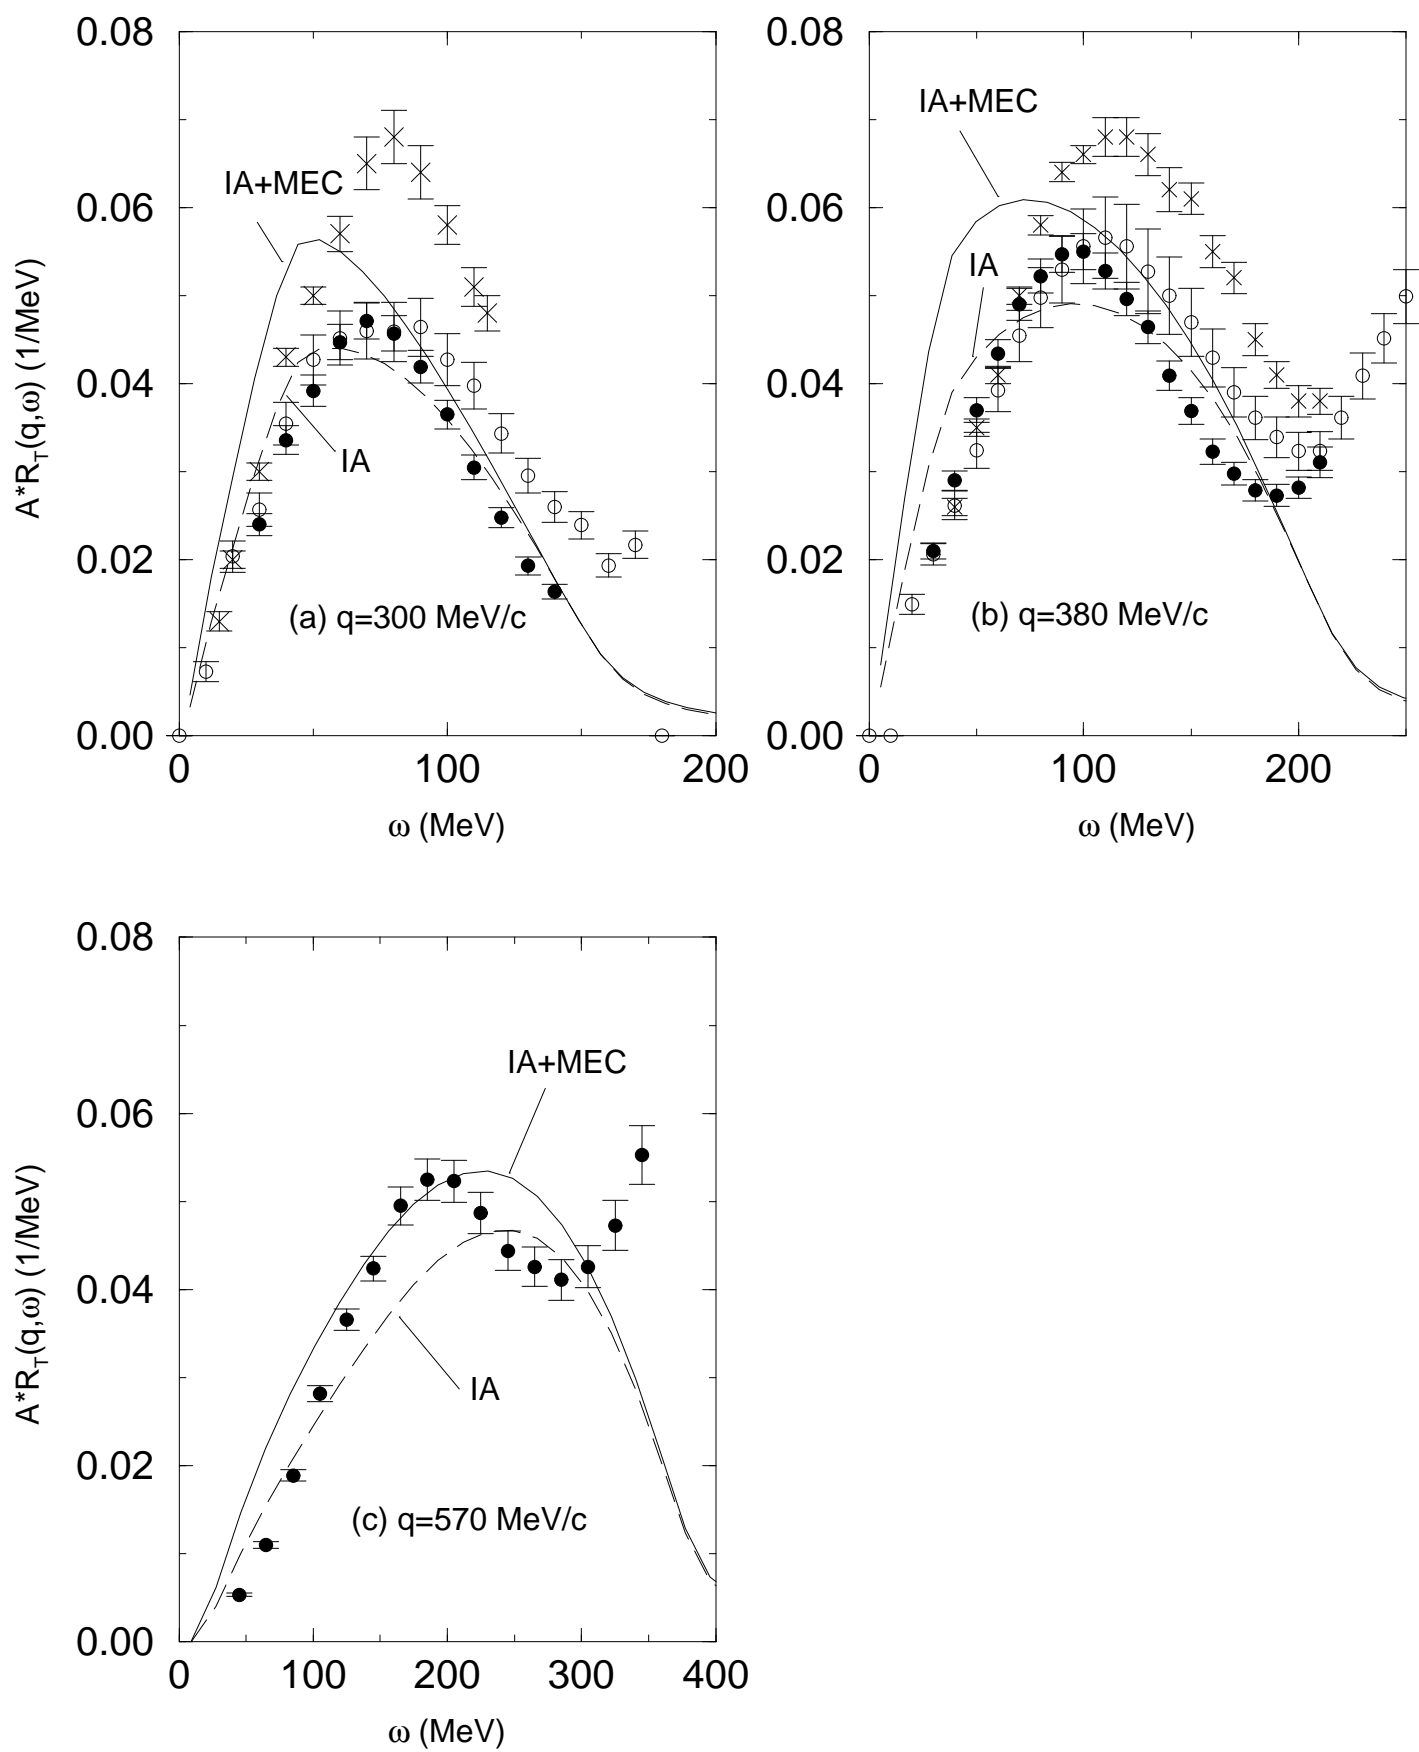 0.08
0.06
0.04
0.02
0.00
A*R_T(q,ω) (1/MeV)
IA+MEC
IA
(a) q=300 MeV/c
0 100 200
ω (MeV)
0.08
0.06
0.04
0.02
0.00
IA+MEC
IA
(b) q=380 MeV/c
0 100 200
ω (MeV)
0.08
0.06
0.04
0.02
0.00
A*R_T(q,ω) (1/MeV)
IA+MEC
IA
(c) q=570 MeV/c
0 100 200 300 400
ω (MeV)